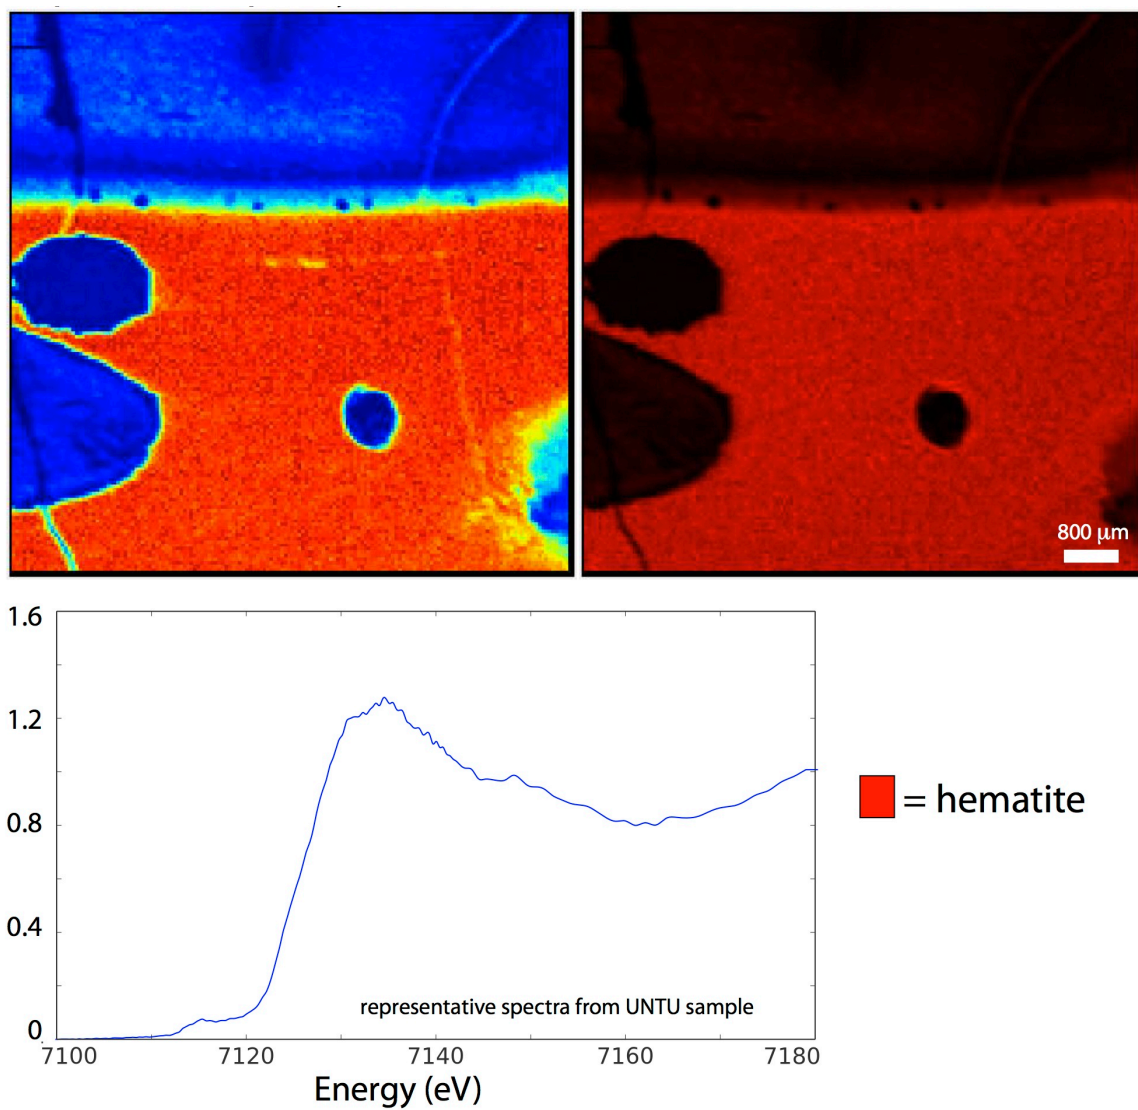 800 μm
1.6
1.2
0.8
0.4
0
= hematite
representative spectra from UNTU sample
7100 7120 7140 7160 7180
Energy (eV)